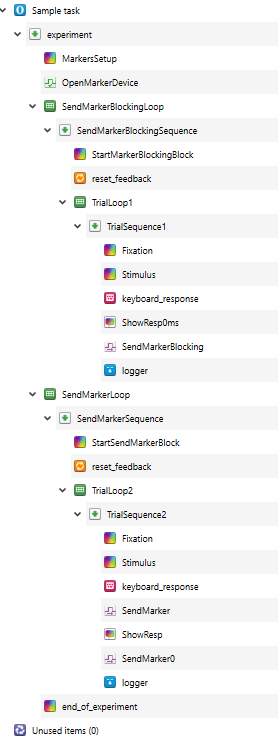 Sample task
experiment
MarkersSetup
OpenMarkerDevice
SendMarkerBlockingLoop
SendMarkerBlockingSequence
StartMarkerBlockingBlock
reset_feedback
TrialLoop1
TrialSequence1
Fixation
Stimulus
keyboard_response
ShowResp0ms
SendMarkerBlocking
logger
SendMarkerLoop
SendMarkerSequence
StartSendMarkerBlock
reset_feedback
TrialLoop2
TrialSequence2
Fixation
Stimulus
keyboard_response
SendMarker
ShowResp
SendMarker0
logger
end_of_experiment
Unused items (0)